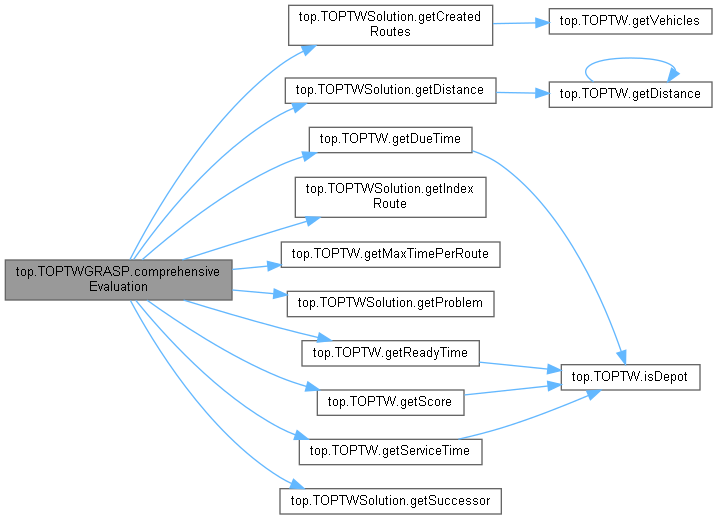 top.TOPTWSolution.getCreated
Routes
top.TOPTW.getVehicles
top.TOPTWSolution.getDistance
top.TOPTW.getDistance
top.TOPTW.getDueTime
top.TOPTWSolution.getIndex
Route
top.TOPTW.getMaxTimePerRoute
top.TOPTWGRASP.comprehensive
Evaluation
top.TOPTWSolution.getProblem
top.TOPTW.getReadyTime
top.TOPTW.isDepot
top.TOPTW.getScore
top.TOPTW.getServiceTime
top.TOPTWSolution.getSuccessor